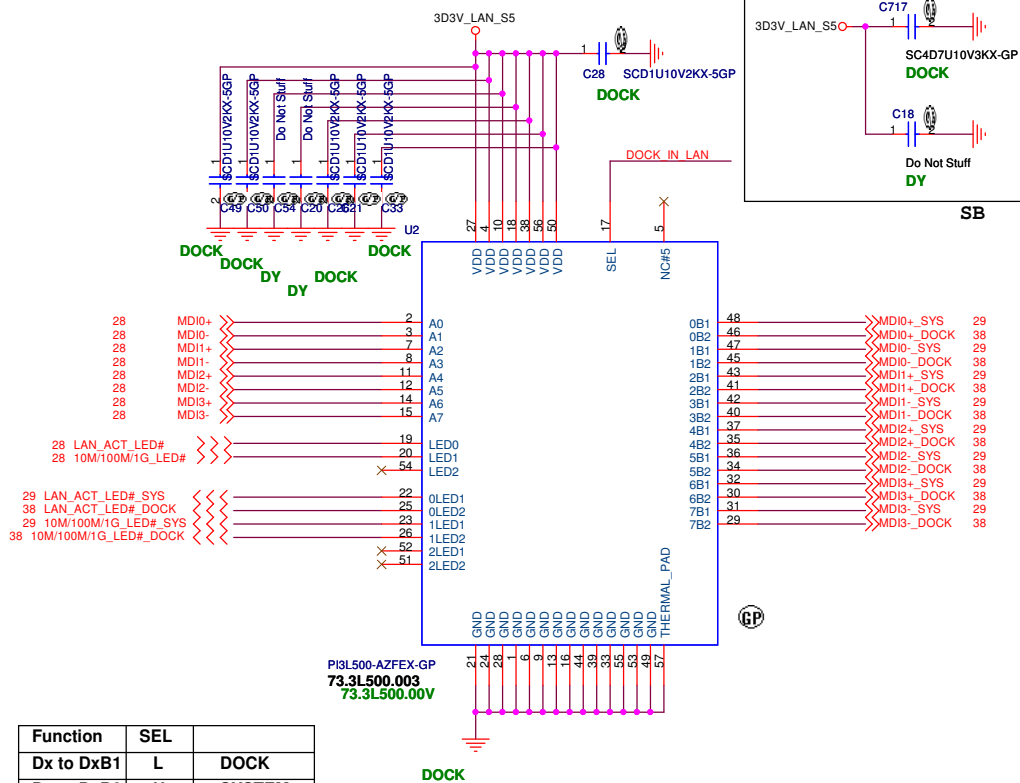 3D3V_LAN_S5
1
2
C28
SCD1U10V2KX-5GP
DOCK
3D3V_LAN_S5
C717
1
2
SC4D7U10V3KX-GP
DOCK
C18
1
2
Do Not Stuff
DY
SB
SCD1U10V2KX-5GP
SCD1U10V2KX-5GP
Do Not Stuff
Do Not Stuff
SCD1U10V2KX-5GP
SCD1U10V2KX-5GP
SCD1U10V2KX-5GP
1 1 1 1 1 1 1
2
C49 C50 C54 C20 C21 C33
DOCK
DOCK
DY
DY
DOCK
DOCK
DOCK_IN_LAN
U2
27 4 10 18 38 56 50 17 5
VDD VDD VDD VDD VDD VDD VDD SEL NC#5
28 MDI0+ 2 A0
28 MDI0- 3 A1
28 MDI1+ 7 A2
28 MDI1- 8 A3
28 MDI2+ 11 A4
28 MDI2- 12 A5
28 MDI3+ 14 A6
28 MDI3- 15 A7
28 LAN_ACT_LED# 19 LED0
28 10M/100M/1G_LED# 20 LED1
54 LED2
29 LAN_ACT_LED#_SYS 22 0LED1
38 LAN_ACT_LED#_DOCK 25 0LED2
29 10M/100M/1G_LED#_SYS 23 1LED1
38 10M/100M/1G_LED#_DOCK 26 1LED2
52 2LED1
51 2LED2
0B1 48 MDI0+_SYS 29
0B2 46 MDI0+_DOCK 38
1B1 47 MDI0-_SYS 29
1B2 45 MDI0-_DOCK 38
2B1 43 MDI1+_SYS 29
2B2 41 MDI1+_DOCK 38
3B1 42 MDI1-_SYS 29
3B2 40 MDI1-_DOCK 38
4B1 37 MDI2+_SYS 29
4B2 35 MDI2+_DOCK 38
5B1 36 MDI2-_SYS 29
5B2 34 MDI2-_DOCK 38
6B1 32 MDI3+_SYS 29
6B2 30 MDI3+_DOCK 38
7B1 31 MDI3-_SYS 29
7B2 29 MDI3-_DOCK 38
GND GND GND GND GND GND GND GND GND GND GND GND GND GND THERMAL_PAD
21 24 28 1 6 9 13 16 44 39 33 55 53 49 57
GP
PI3L500-AZFEX-GP
73.3L500.003
73.3L500.00V
DOCK
Function SEL
Dx to DxB1 L DOCK